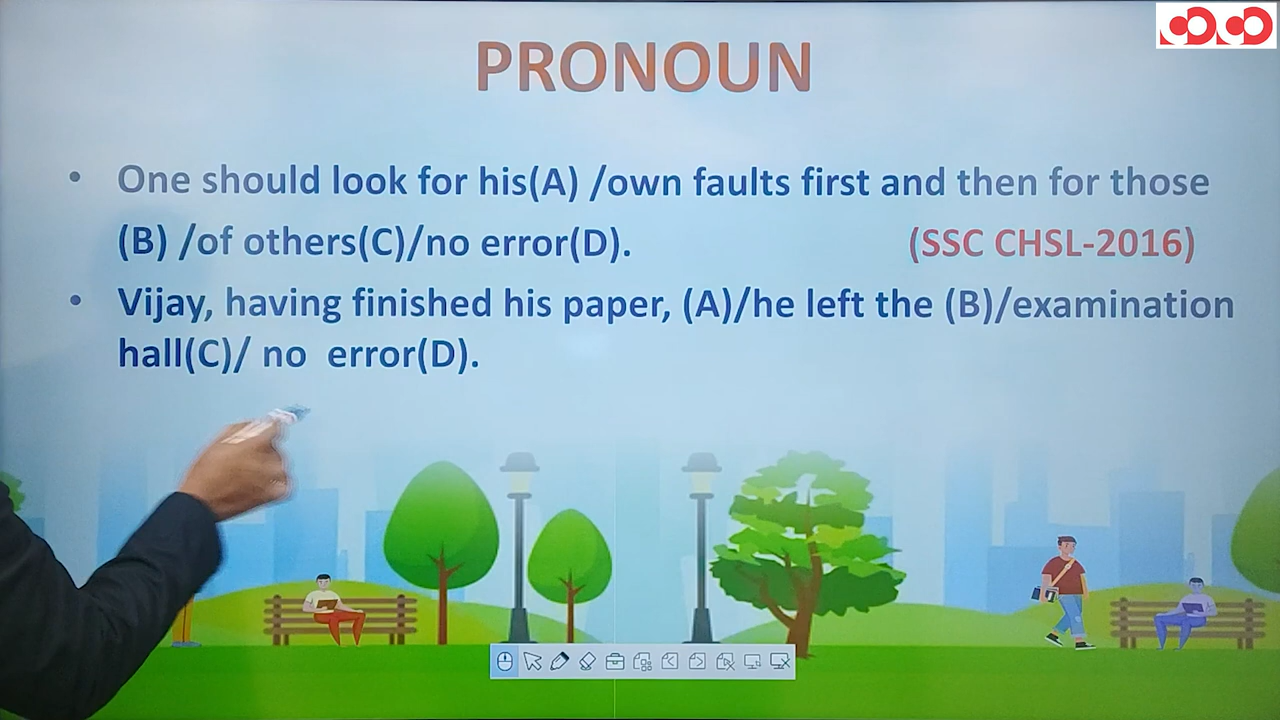 PRONOUN
• One should look for his(A) /own faults first and then for those
(B) /of others(C)/no error(D). (SSC CHSL-2016)
• Vijay, having finished his paper, (A)/he left the (B)/examination
hall(C)/ no error(D).